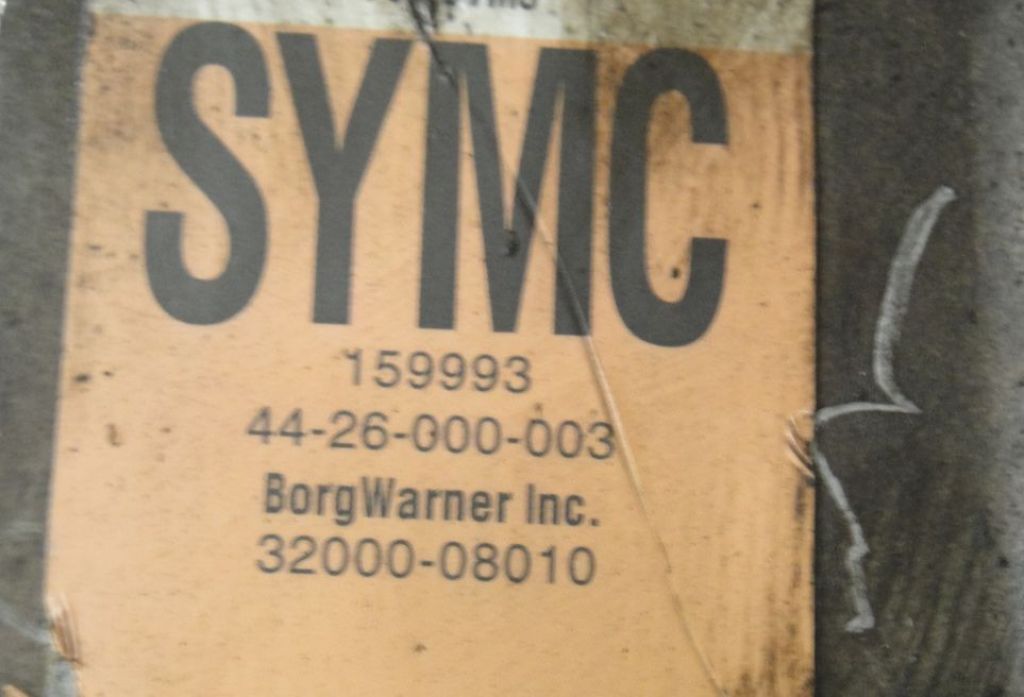 SYMC
159993
44-26-000-003
BorgWarner Inc.
32000-08010